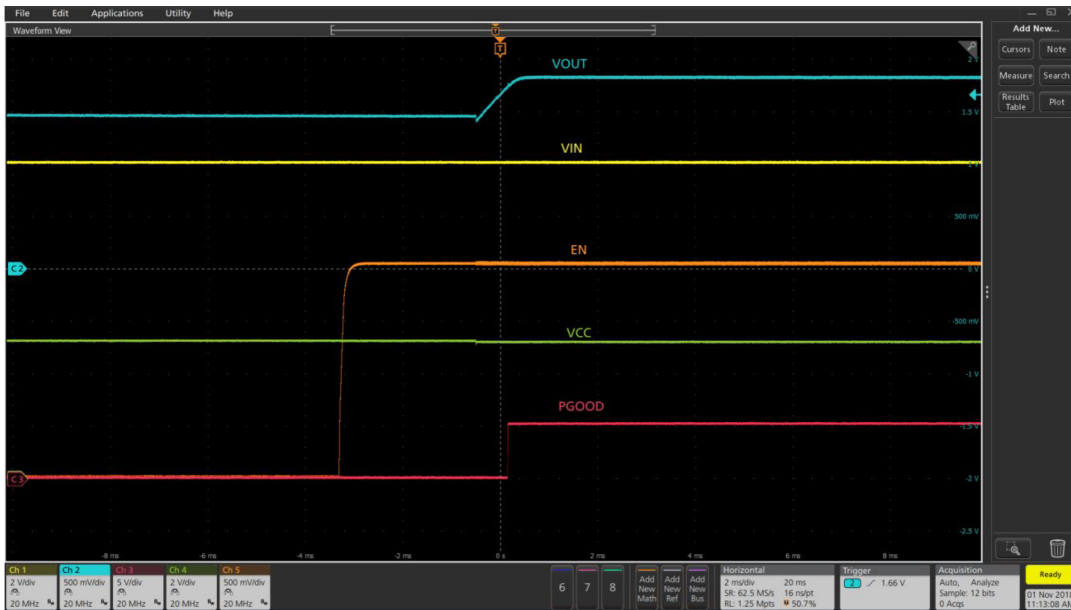 File Edit Applications Utility Help
Waveform View
T
T
Add New...
Cursors Note
Measure Search
Results Table Plot
VOUT
2 V
1.5 V
VIN
1 V
500 mV
EN
C 2
0 V
-500 mV
VCC
-1 V
PGOOD
-1.5 V
C 3
-2 V
-2.5 V
-8 ms -6 ms -4 ms -2 ms 0 s 2 ms 4 ms 6 ms 8 ms
Ch 1
2 V/div
20 MHz
Ch 2
500 mV/div
20 MHz
Ch 3
5 V/div
20 MHz
Ch 4
2 V/div
20 MHz
Ch 5
500 mV/div
20 MHz
6 7 8
Add New Math
Add New Ref
Add New Bus
Horizontal
2 ms/div 20 ms
SR: 62.5 MS/s 16 ns/pt
RL: 1.25 Mpts 50.7%
Trigger
2 1.66 V
Acquisition
Auto, Analyze
Sample: 12 bits
0 Acqs
Ready
01 Nov 2018
11:13:08 AM